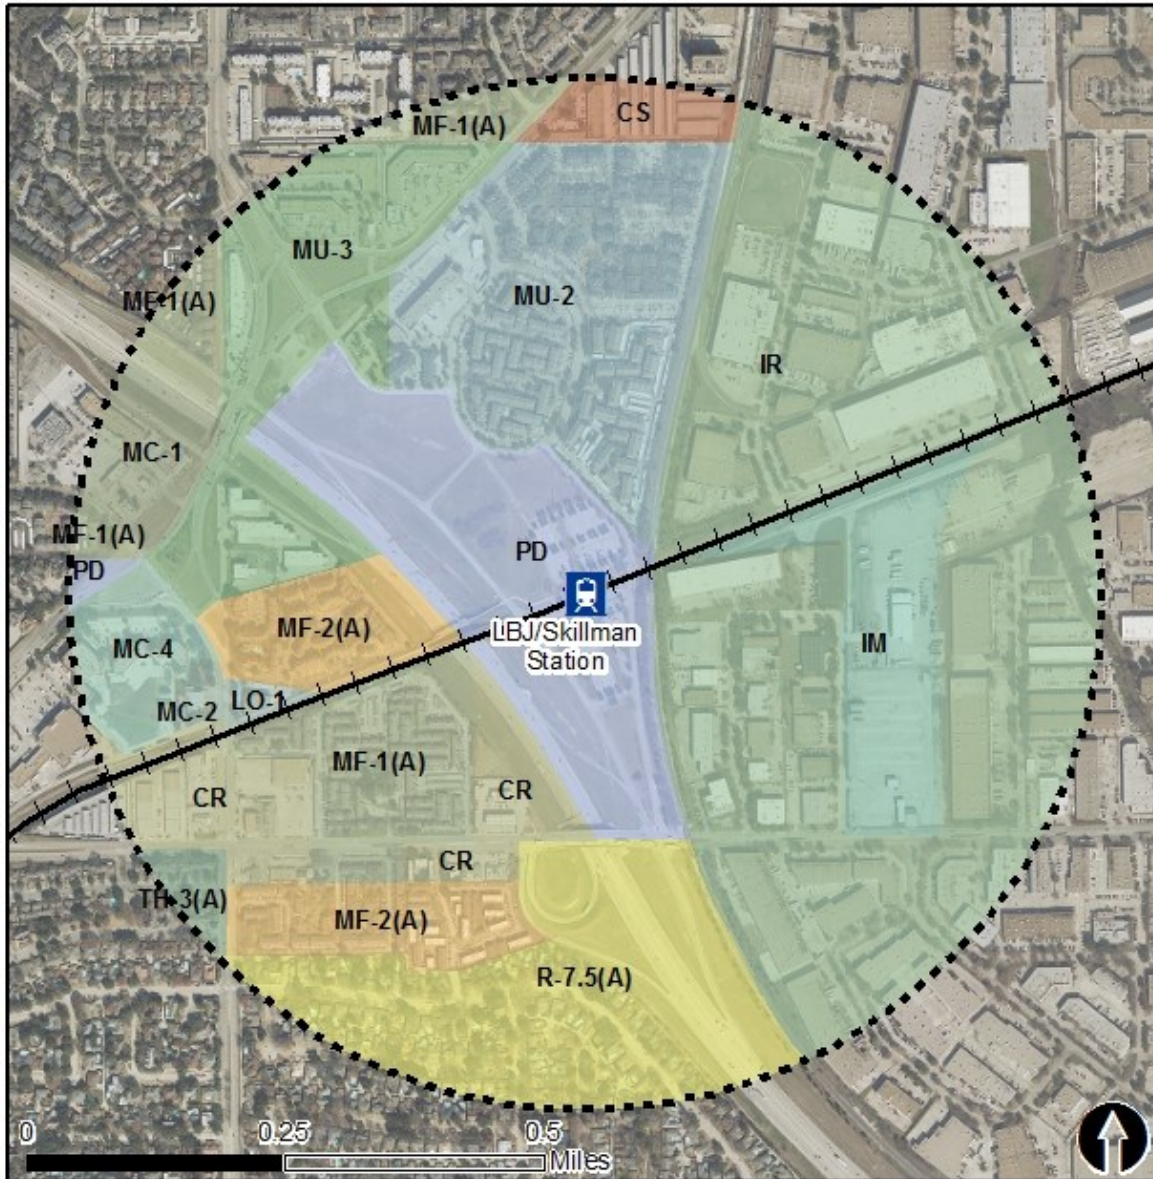 CS
MF-1(A)
MU-3
MU-2
MF-1(A)
IR
MC-1
MF-1(A)
PD
PD
LBJ/Skillman
Station
MF-2(A)
IM
MC-4
LO-1
MC-2
MF-1(A)
CR
CR
CR
TH-3(A)
MF-2(A)
R-7.5(A)
0 0.25 0.5
Miles